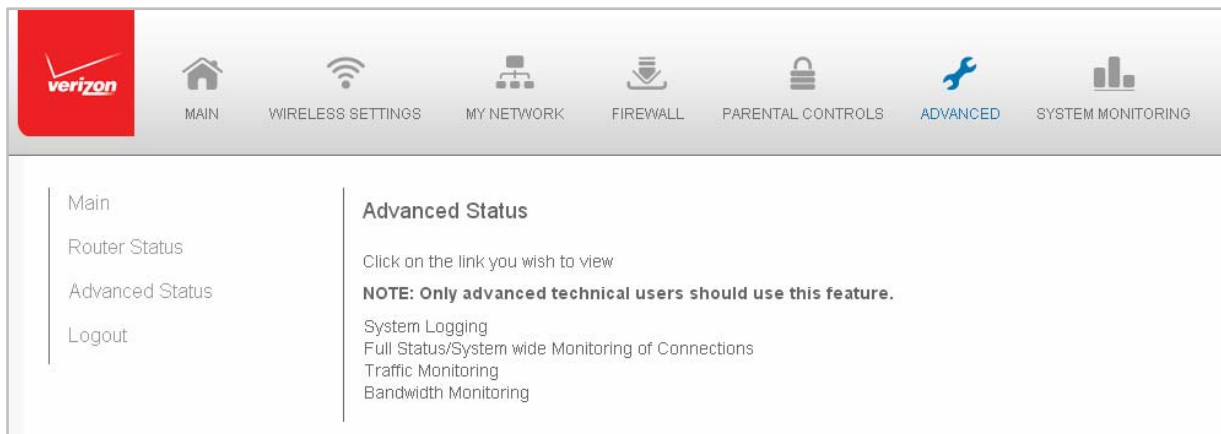 verizon
MAIN
WIRELESS SETTINGS
MY NETWORK
FIREWALL
PARENTAL CONTROLS
ADVANCED
SYSTEM MONITORING
Main
Router Status
Advanced Status
Logout
Advanced Status
Click on the link you wish to view
NOTE: Only advanced technical users should use this feature.
System Logging
Full Status/System wide Monitoring of Connections
Traffic Monitoring
Bandwidth Monitoring